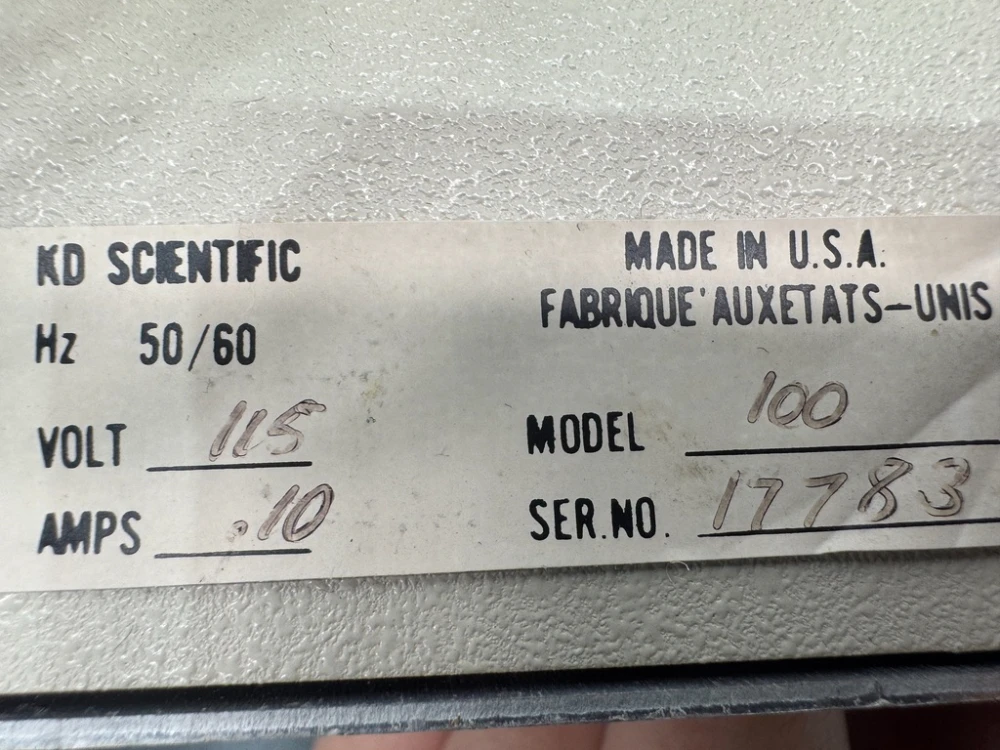 KD SCIENTIFIC
Hz 50/60
VOLT 115
AMPS .10
MADE IN U.S.A.
FABRIQUE' AUXETATS-UNIS
MODEL 100
SER.NO. 17783